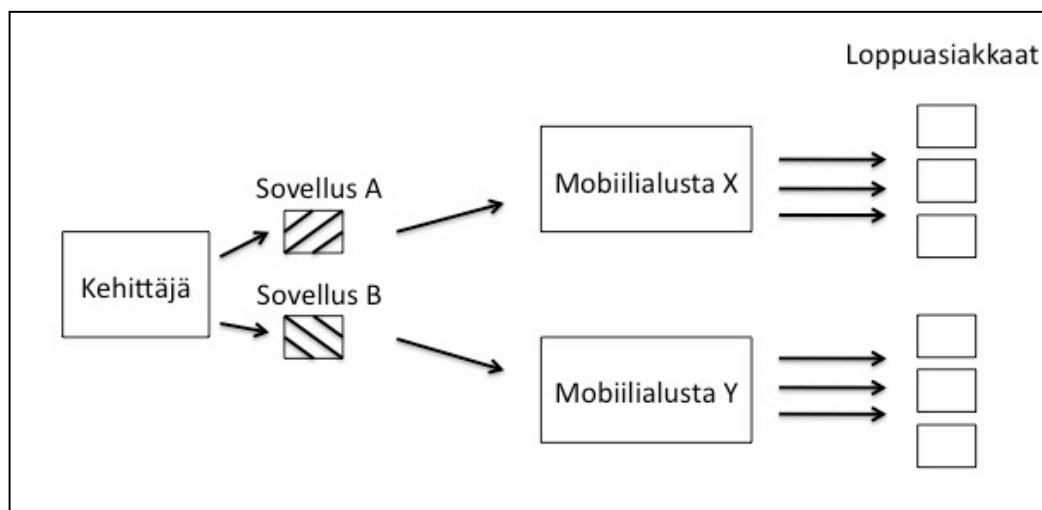 Loppuasiakkaat
Sovellus A
Mobiilialusta X
Kehittäjä
Sovellus B
Mobiilialusta Y